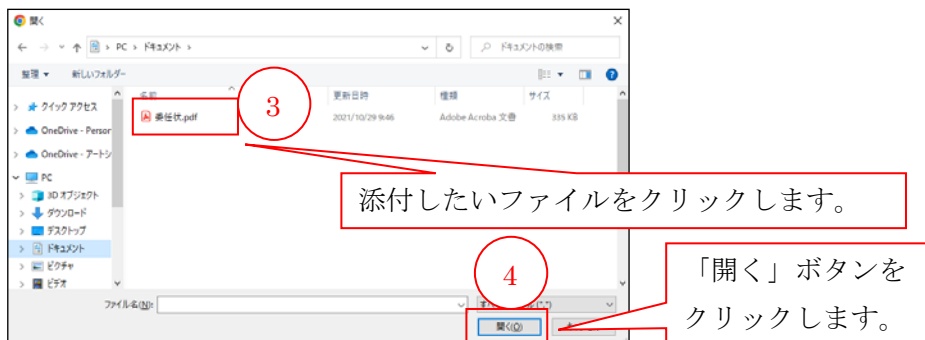 開く
PC > ドキュメント >
ドキュメントの検索
整理 新しいフォルダー
名前 更新日時 種類 サイズ
委任状.pdf 2021/10/29 9:46 Adobe Acroba 文書 335 KB
3
クイック アクセス
OneDrive - Person
OneDrive - アートシ
PC
3D オブジェクト
ダウンロード
デスクトップ
ドキュメント
ピクチャ
ビデオ
添付したいファイルをクリックします。
4
ファイル名(N):
開く(O)
「開く」ボタンを
クリックします。